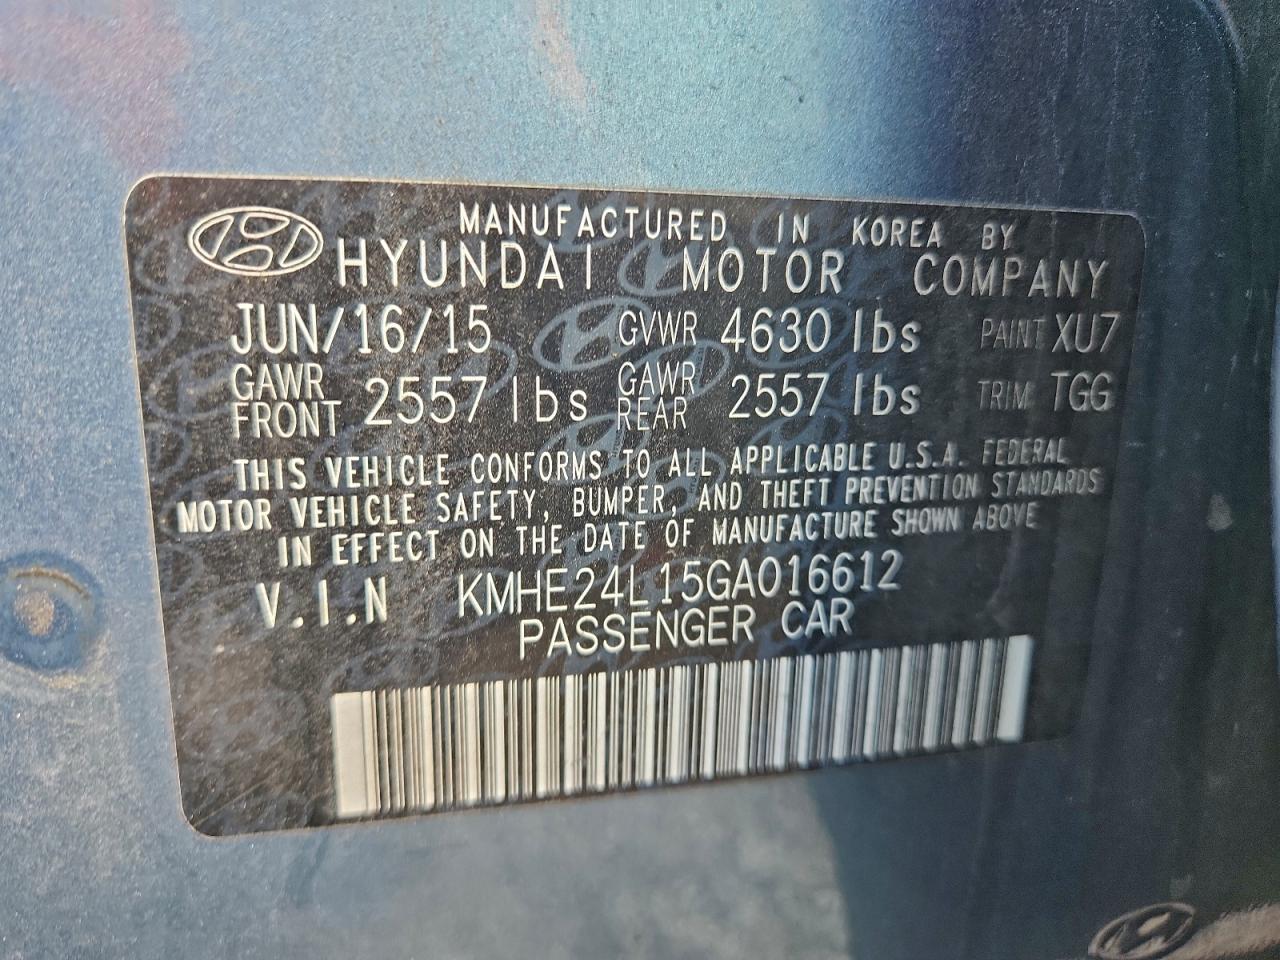 MANUFACTURED IN KOREA BY
HYUNDAI MOTOR COMPANY
JUN/16/15 GVWR 4630 lbs PAINT XU7
GAWR FRONT 2557 lbs GAWR REAR 2557 lbs TRIM TGG
THIS VEHICLE CONFORMS TO ALL APPLICABLE U.S.A. FEDERAL
MOTOR VEHICLE SAFETY, BUMPER, AND THEFT PREVENTION STANDARDS
IN EFFECT ON THE DATE OF MANUFACTURE SHOWN ABOVE
V.I.N KMHE24L15GA016612
PASSENGER CAR